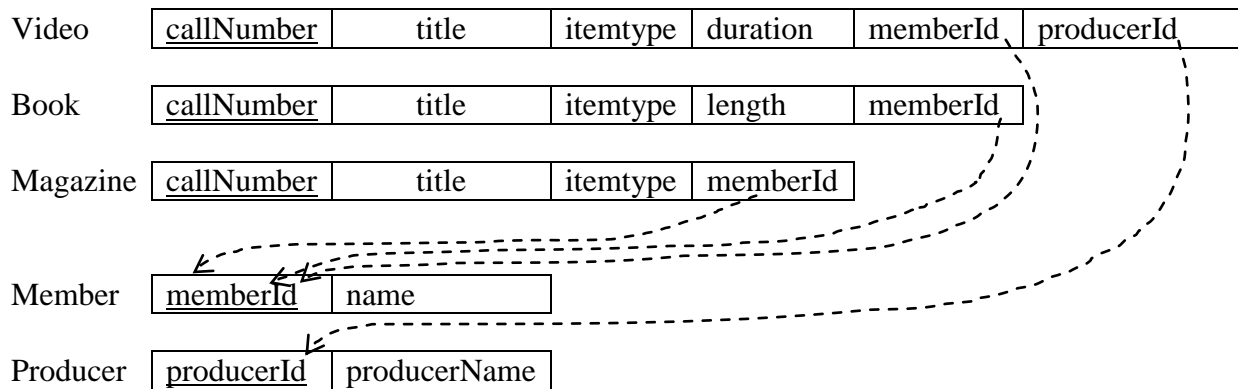 Video callNumber title itemtype duration memberId producerId
Book callNumber title itemtype length memberId
Magazine callNumber title itemtype memberId
Member memberId name
Producer producerId producerName